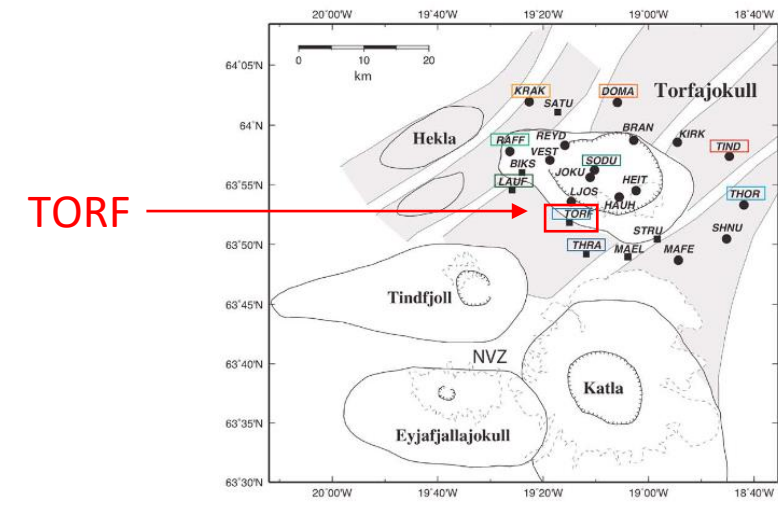 20°00'W 19°40'W 19°20'W 19°00'W 18°40'W
64°05'N
0 10 20
km
KRAK
SATU
DOMA
Torfajokull
64°N
Hekla
RAFF
REYD
VEST
BRAN
KIRK
TIND
BIKS
JOKU
SODU
63°55'N
LAUF
LJOS
HEIT
HAUH
THOR
TORF
TORF
STRU
SHNU
63°50'N
THRA
MAEL
MAFE
63°45'N
Tindfjoll
NVZ
63°40'N
Katla
63°35'N
Eyjafjallajokull
63°30'N
20°00'W 19°40'W 19°20'W 19°00'W 18°40'W